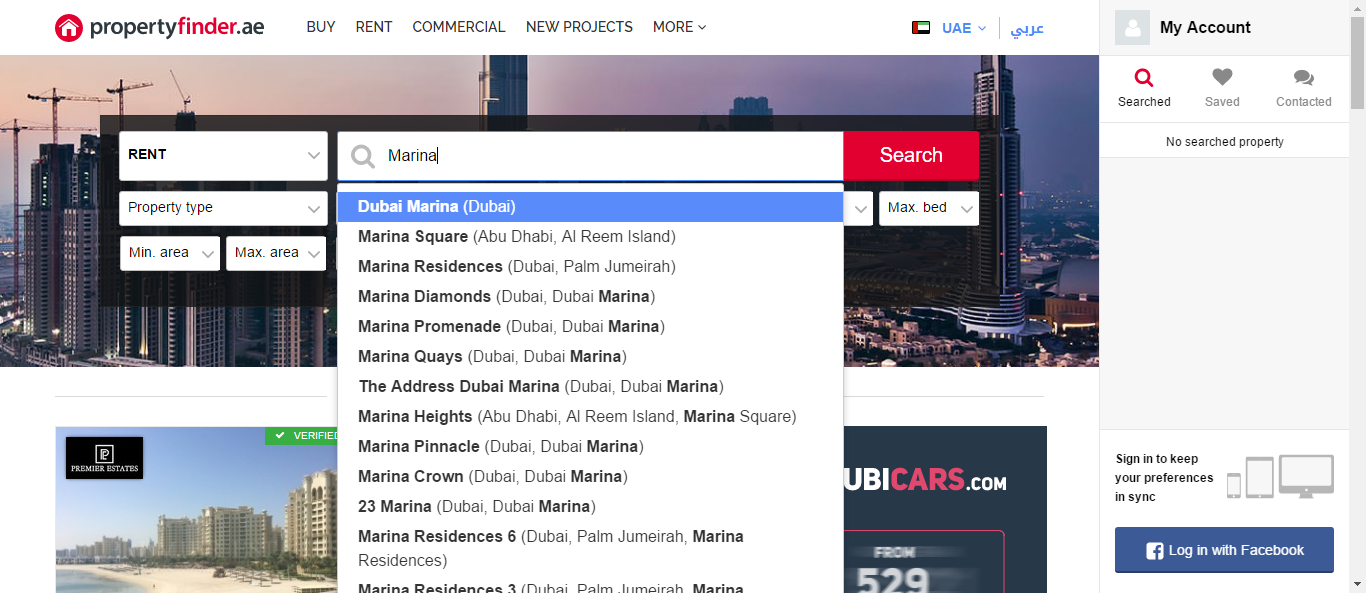 propertyfinder.ae
BUY RENT COMMERCIAL NEW PROJECTS MORE
UAE عربي
My Account
Searched Saved Contacted
No searched property
RENT
Marina
Search
Property type
Max. bed
Min. area
Max. area
Dubai Marina (Dubai)
Marina Square (Abu Dhabi, Al Reem Island)
Marina Residences (Dubai, Palm Jumeirah)
Marina Diamonds (Dubai, Dubai Marina)
Marina Promenade (Dubai, Dubai Marina)
Marina Quays (Dubai, Dubai Marina)
The Address Dubai Marina (Dubai, Dubai Marina)
Marina Heights (Abu Dhabi, Al Reem Island, Marina Square)
Marina Pinnacle (Dubai, Dubai Marina)
Marina Crown (Dubai, Dubai Marina)
23 Marina (Dubai, Dubai Marina)
Marina Residences 6 (Dubai, Palm Jumeirah, Marina
Residences)
Marina Residences 3 (Dubai, Palm Jumeirah, Marina
PREMIER ESTATES
VERIFIED
UBICARS.COM
FROM
529
Sign in to keep
your preferences
in sync
Log in with Facebook